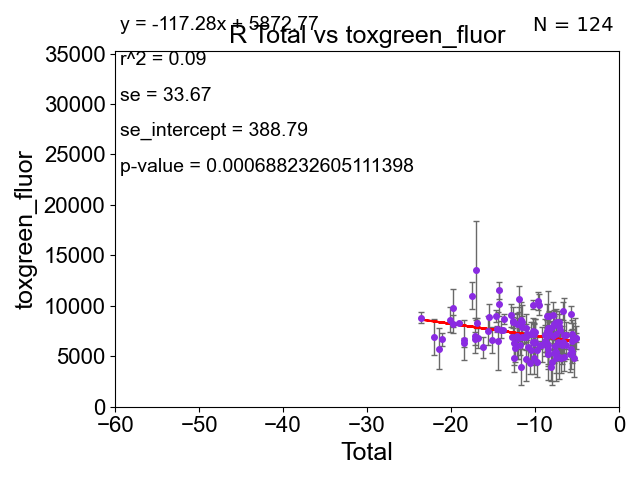 y = -117.28x + 5872.77
N = 124
R Total vs toxgreen_fluor
r^2 = 0.09
se = 33.67
se_intercept = 388.79
p-value = 0.000688232605111398
35000
30000
25000
20000
15000
10000
5000
0
toxgreen_fluor
−60 −50 −40 −30 −20 −10 0
Total